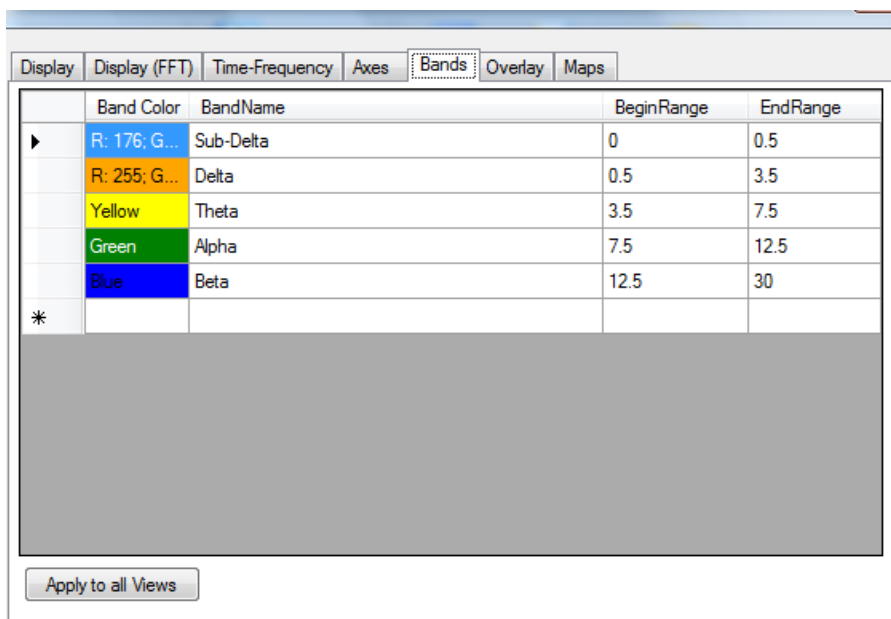 Display Display (FFT) Time-Frequency Axes Bands Overlay Maps
Band Color BandName BeginRange EndRange
R: 176; G... Sub-Delta 0 0.5
R: 255; G... Delta 0.5 3.5
Yellow Theta 3.5 7.5
Green Alpha 7.5 12.5
Blue Beta 12.5 30
Apply to all Views